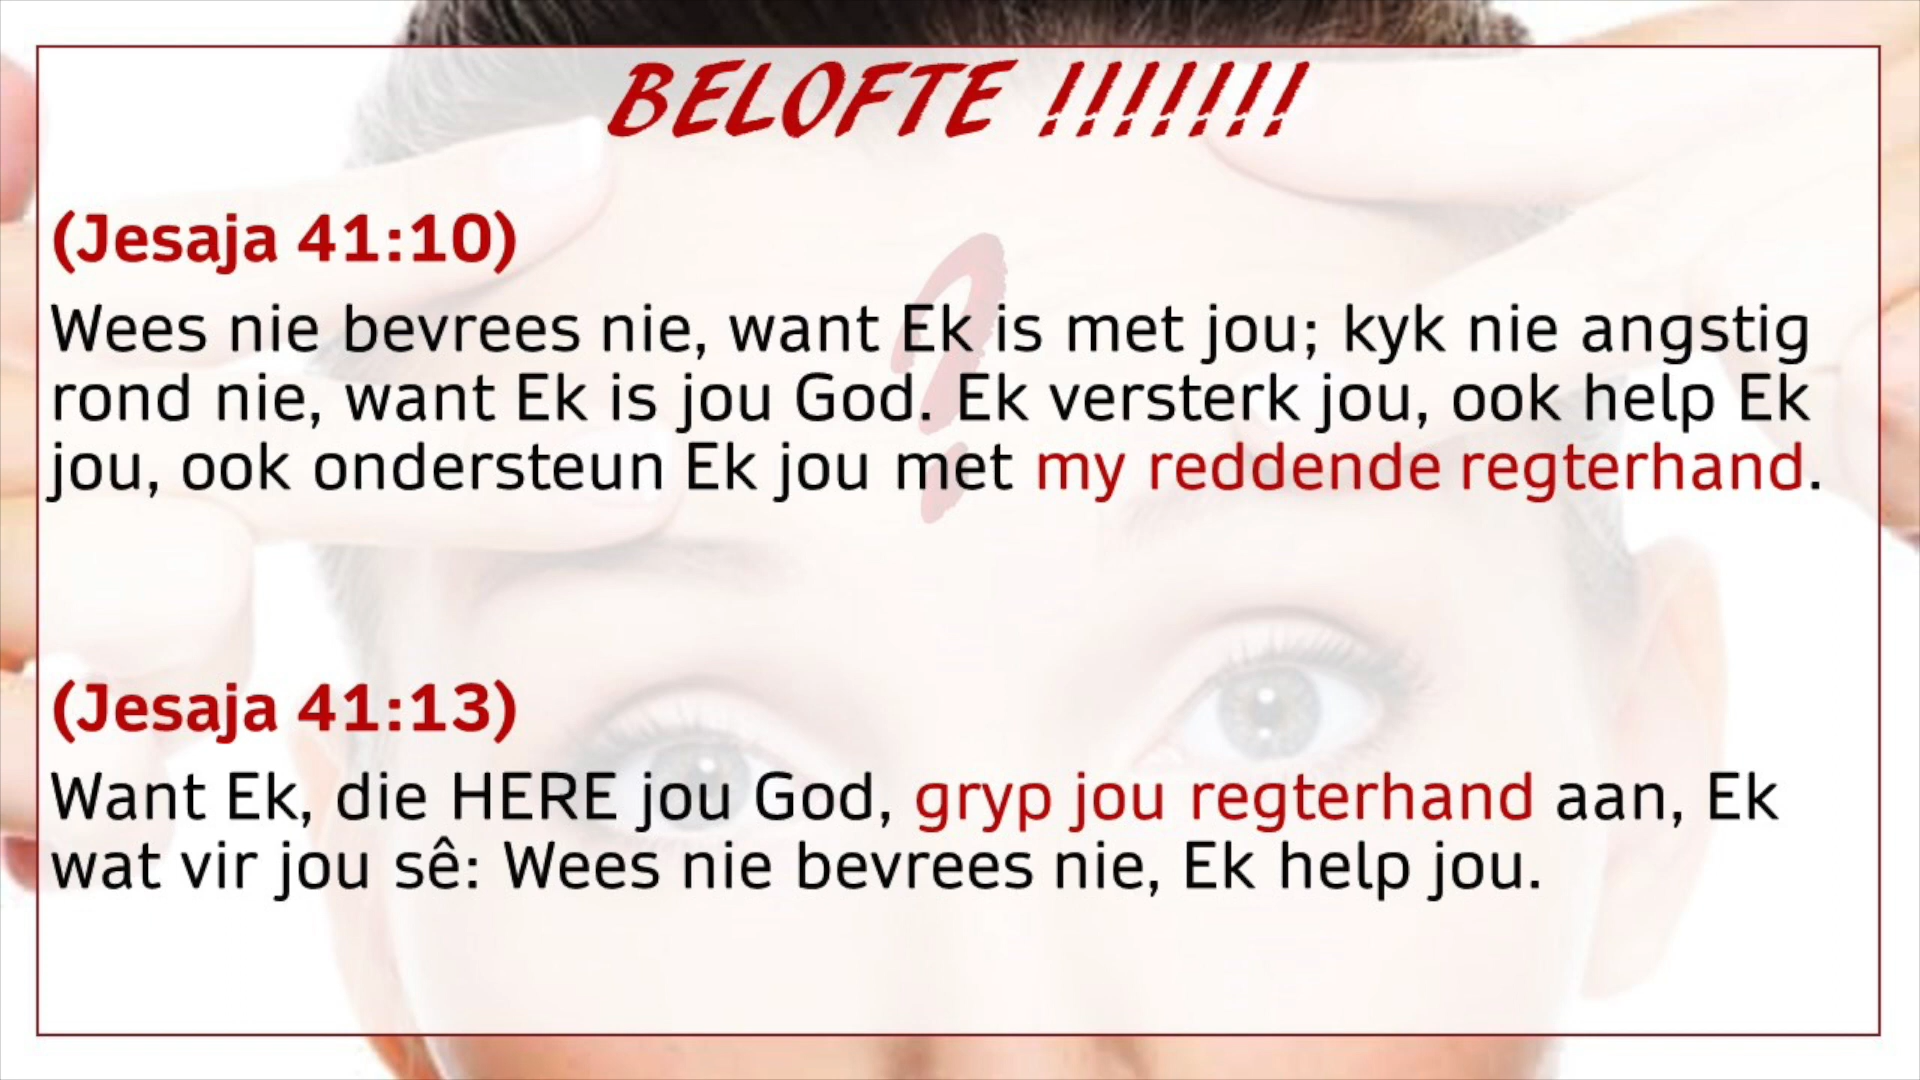 BELOFTE !!!!!!!
(Jesaja 41:10)
Wees nie bevrees nie, want Ek is met jou; kyk nie angstig
rond nie, want Ek is jou God. Ek versterk jou, ook help Ek
jou, ook ondersteun Ek jou met my reddende regterhand.
?
(Jesaja 41:13)
Want Ek, die HERE jou God, gryp jou regterhand aan, Ek
wat vir jou sê: Wees nie bevrees nie, Ek help jou.